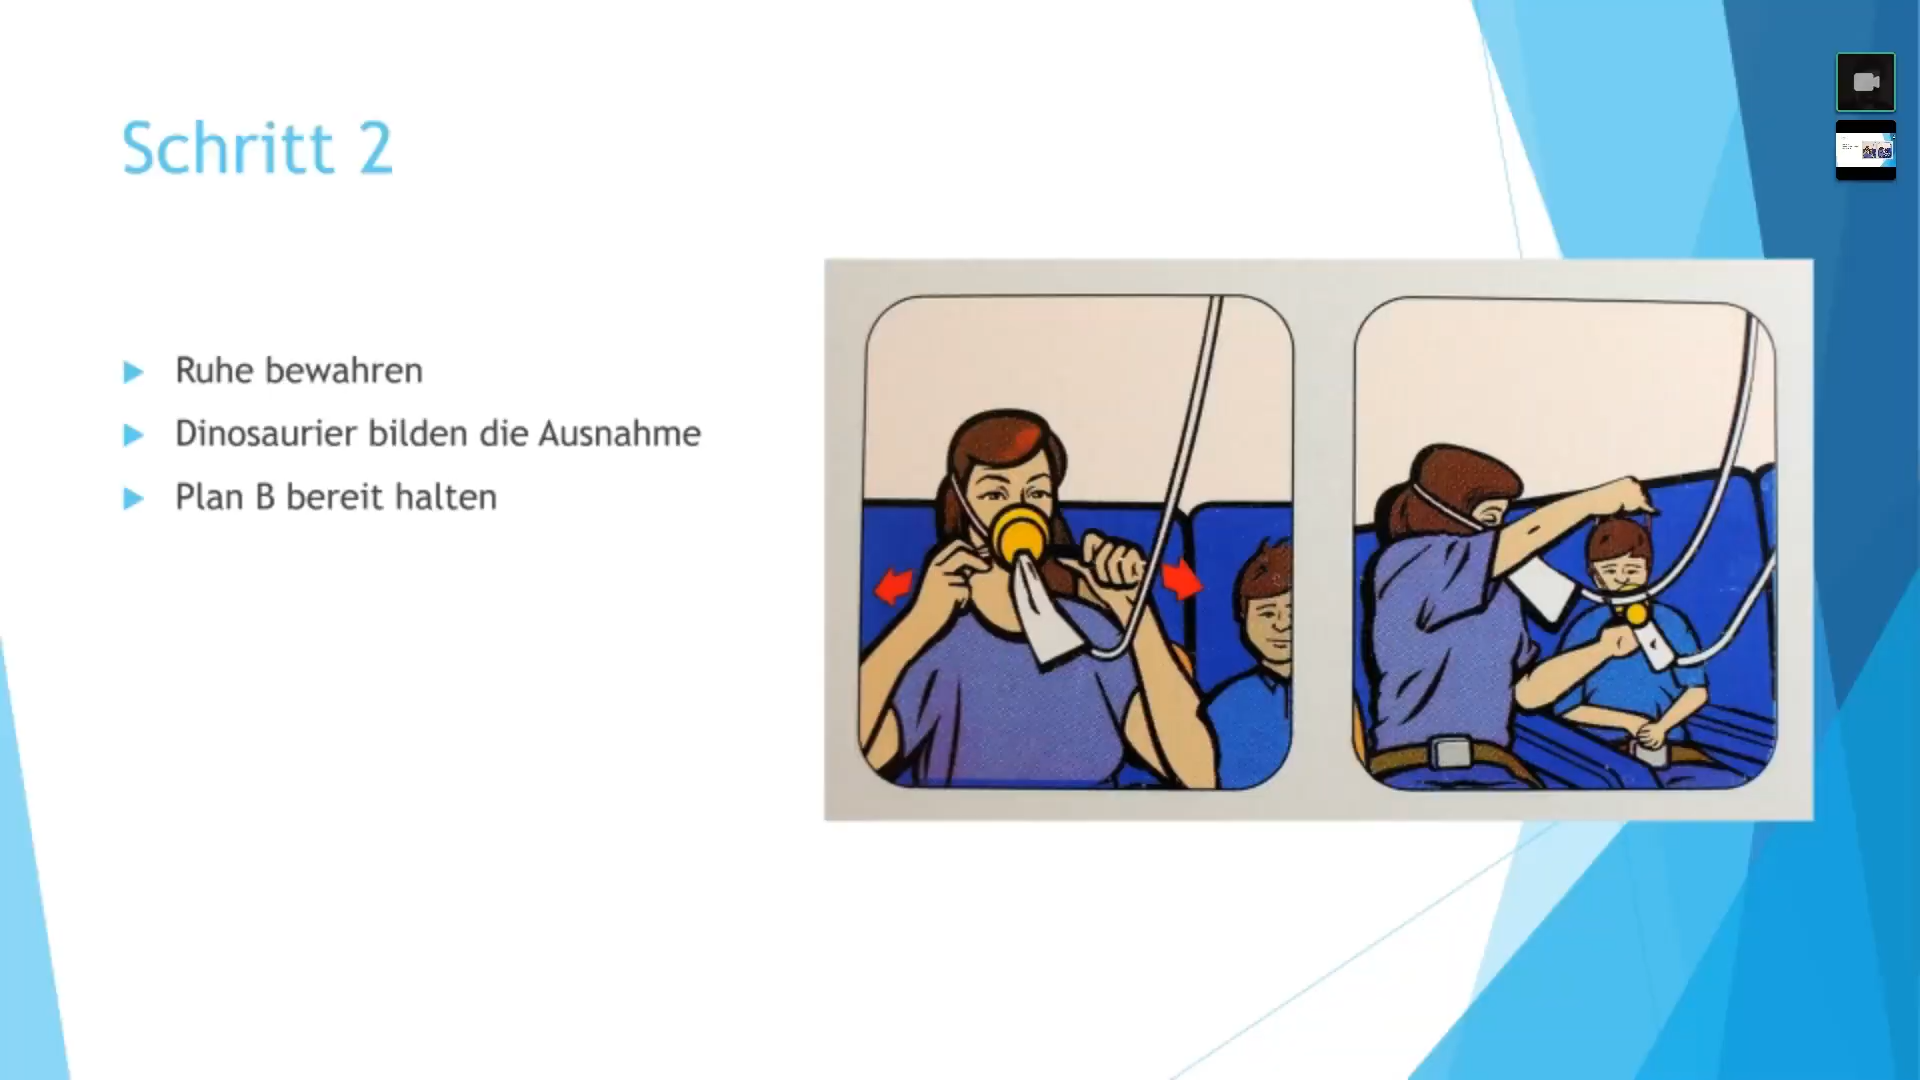 Schritt 2
Ruhe bewahren
Dinosaurier bilden die Ausnahme
Plan B bereit halten